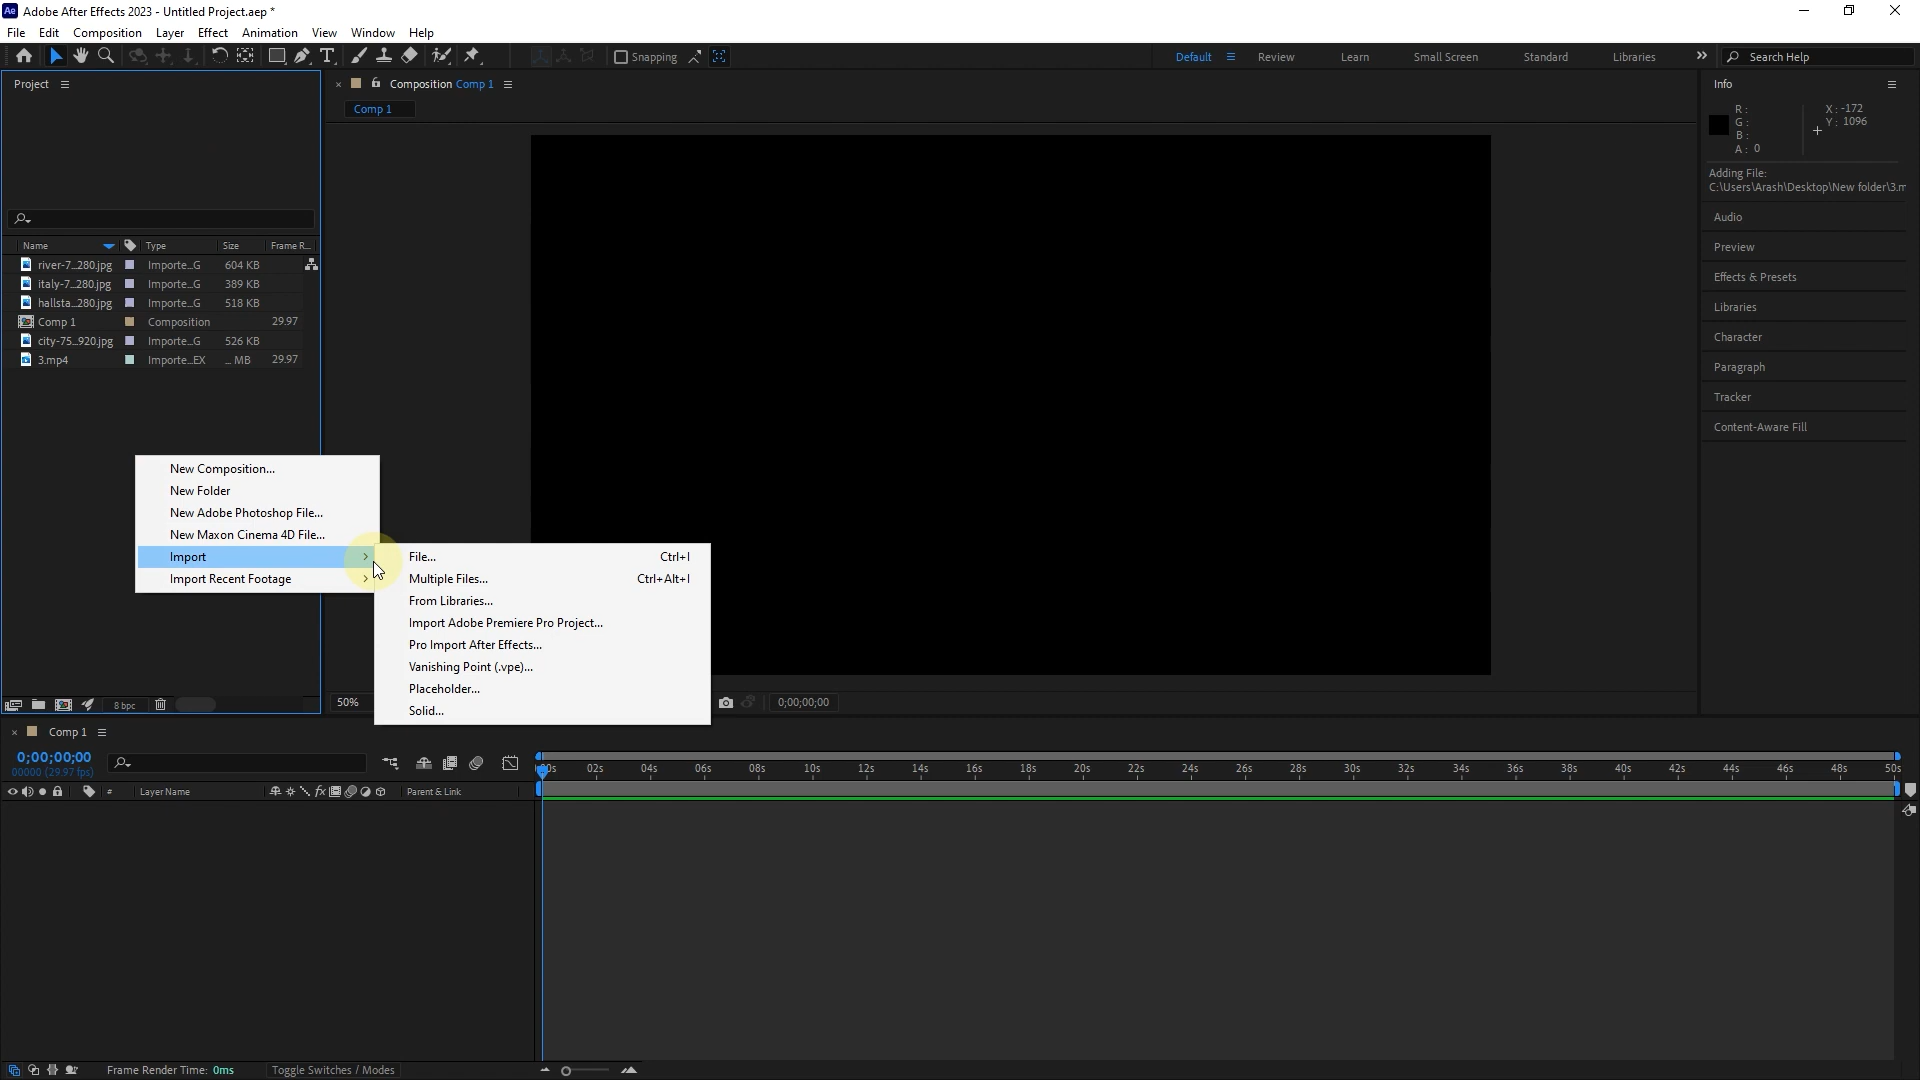 Adobe After Effects 2023 - Untitled Project.aep *
File Edit Composition Layer Effect Animation View Window Help
Snapping Default Review Learn Small Screen Standard Libraries Search Help
Project
Composition Comp 1
Comp 1
Name Type Size Frame R...
river-7...280.jpg Importe...G 604 KB
italy-7...280.jpg Importe...G 389 KB
hallsta...280.jpg Importe...G 518 KB
Comp 1 Composition 29.97
city-75...920.jpg Importe...G 526 KB
3.mp4 Importe...EX ... MB 29.97
New Composition...
New Folder
New Adobe Photoshop File...
New Maxon Cinema 4D File...
Import
Import Recent Footage
File... Ctrl+I
Multiple Files... Ctrl+Alt+I
From Libraries...
Import Adobe Premiere Pro Project...
Pro Import After Effects...
Vanishing Point (.vpe)...
Placeholder...
Solid...
8 bpc
50%
0;00;00;00
Info
R: X: -172
G: Y: 1096
B:
A: 0
Adding File:
C:\Users\Arash\Desktop\New folder\3.m
Audio
Preview
Effects & Presets
Libraries
Character
Paragraph
Tracker
Content-Aware Fill
Comp 1
0;00;00;00
00000 (29.97 fps)
02s 04s 06s 08s 10s 12s 14s 16s 18s 20s 22s 24s 26s 28s 30s 32s 34s 36s 38s 40s 42s 44s 46s 48s 50s
# Layer Name fx Parent & Link
Frame Render Time: 0ms Toggle Switches / Modes